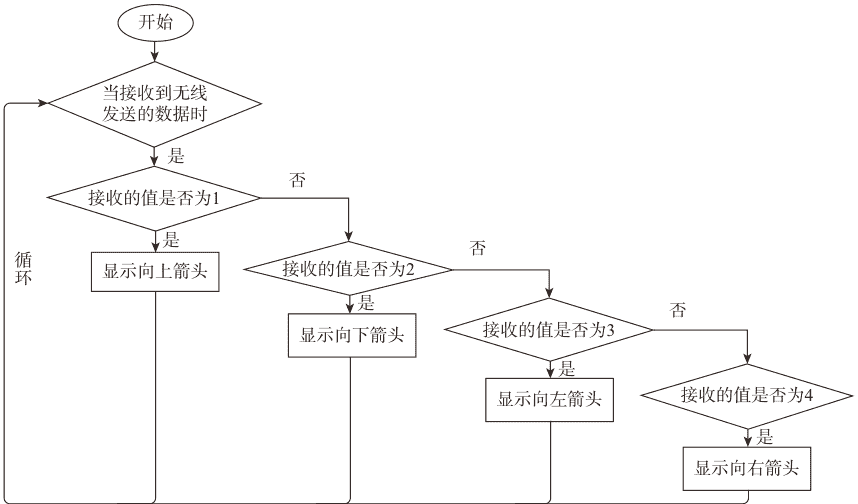 开始
当接收到无线
发送的数据时
是
接收的值是否为1
否
是
显示向上箭头
循
环
接收的值是否为2
否
是
显示向下箭头
接收的值是否为3
否
是
显示向左箭头
接收的值是否为4
是
显示向右箭头